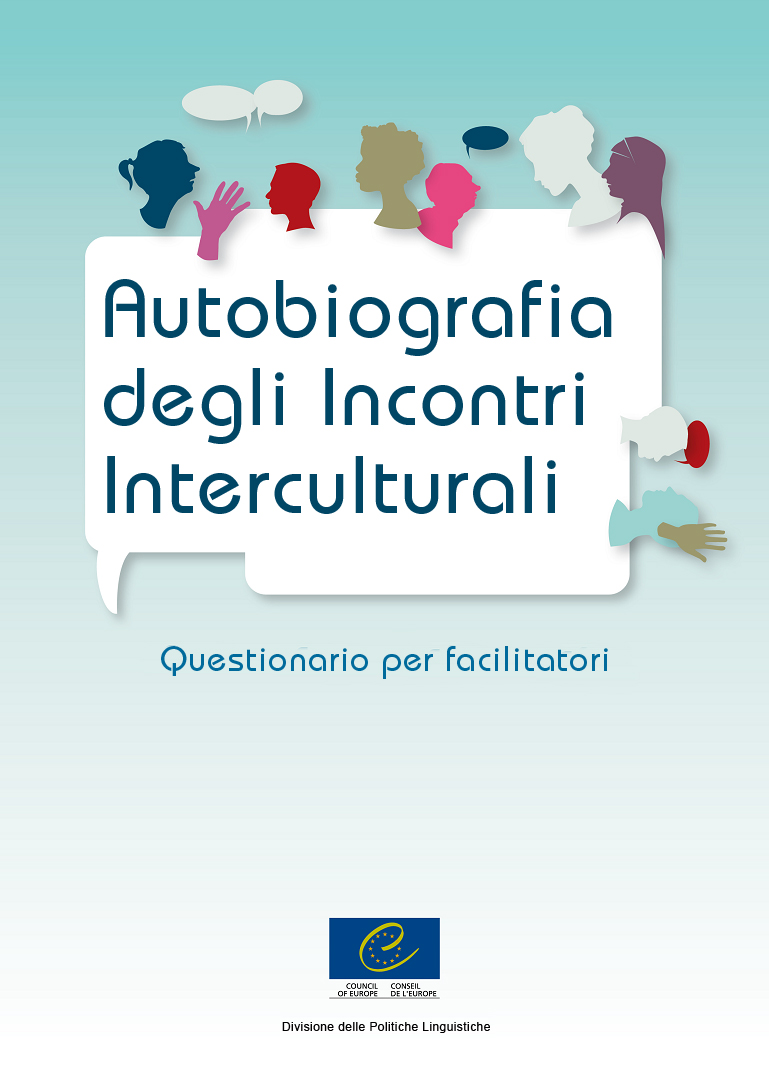 Autobiografia
degli Incontri
Interculturali
Questionario per facilitatori
COUNCIL CONSEIL
OF EUROPE DE L'EUROPE
Divisione delle Politiche Linguistiche